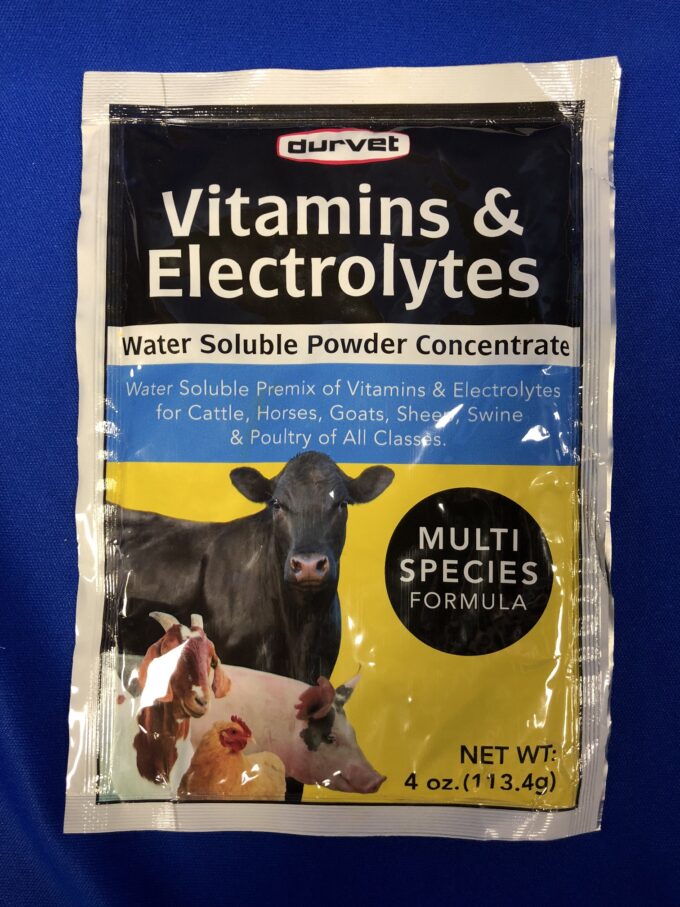 durvet
Vitamins &
Electrolytes
Water Soluble Powder Concentrate
Water Soluble Premix of Vitamins & Electrolytes
for Cattle, Horses, Goats, Sheep, Swine
& Poultry of All Classes.
MULTI
SPECIES
FORMULA
NET WT:
4 oz.(113.4g)